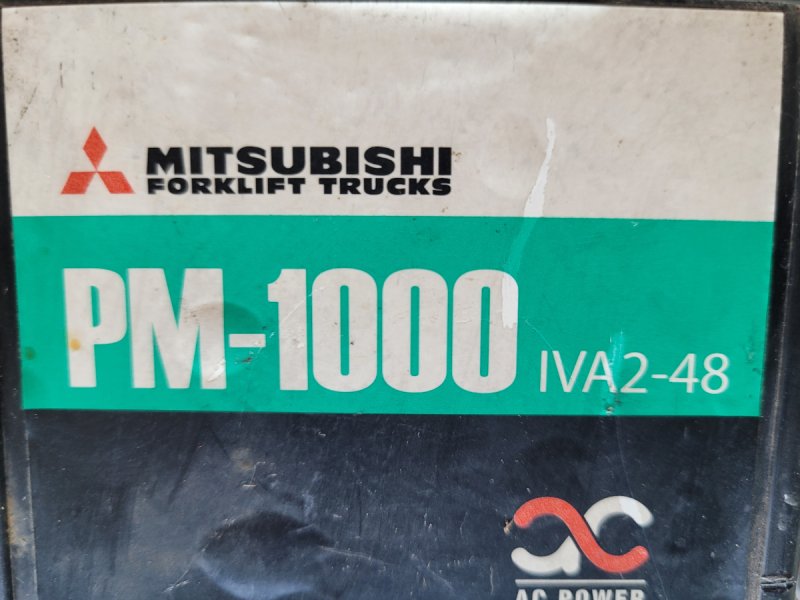 MITSUBISHI
FORKLIFT TRUCKS
PM-1000 IVA2-48
AC POWER